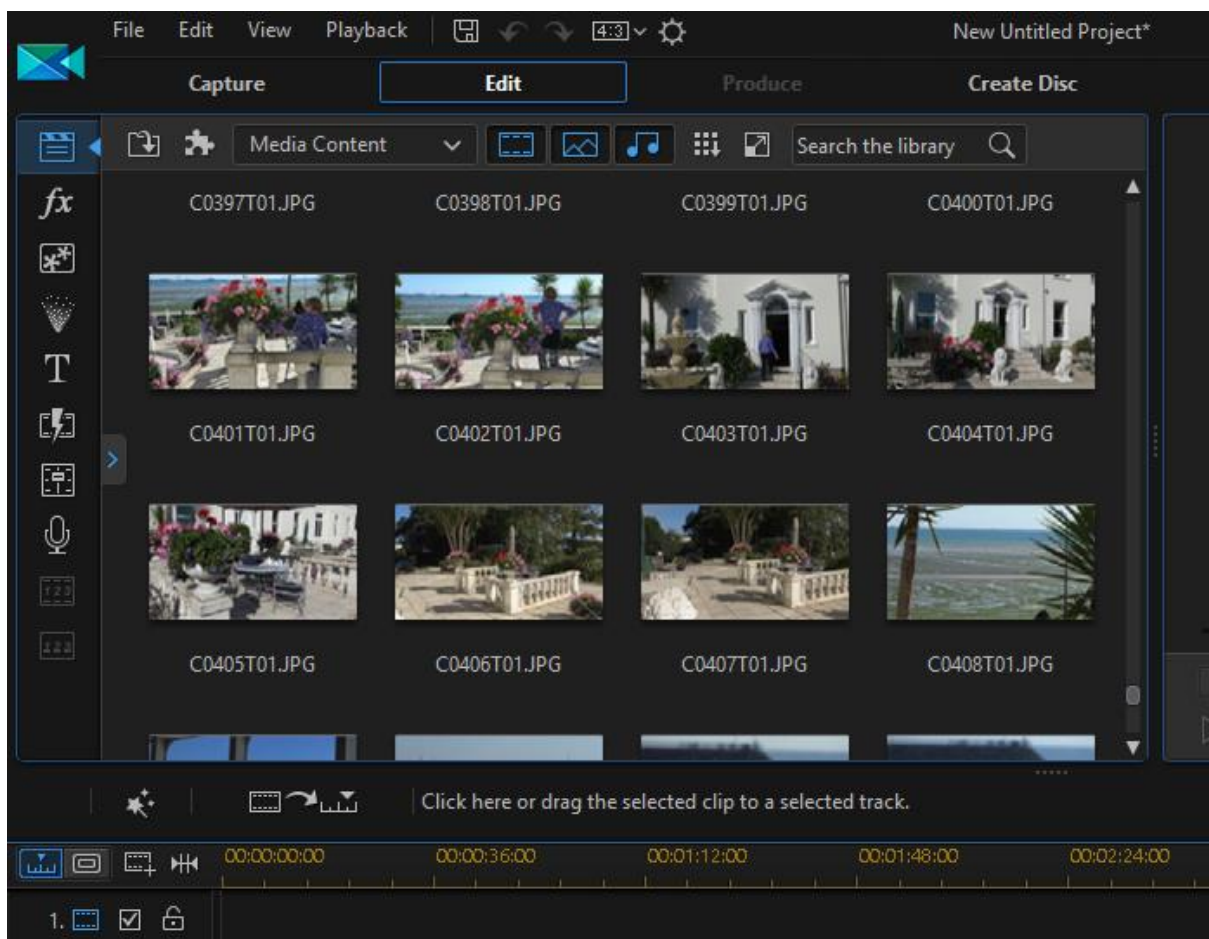 File Edit View Playback 4:3 New Untitled Project*
Capture Edit Produce Create Disc
Media Content Search the library
fx
C0397T01.JPG C0398T01.JPG C0399T01.JPG C0400T01.JPG
T
C0401T01.JPG C0402T01.JPG C0403T01.JPG C0404T01.JPG
C0405T01.JPG C0406T01.JPG C0407T01.JPG C0408T01.JPG
Click here or drag the selected clip to a selected track.
00:00:00:00 00:00:36:00 00:01:12:00 00:01:48:00 00:02:24:00
1.